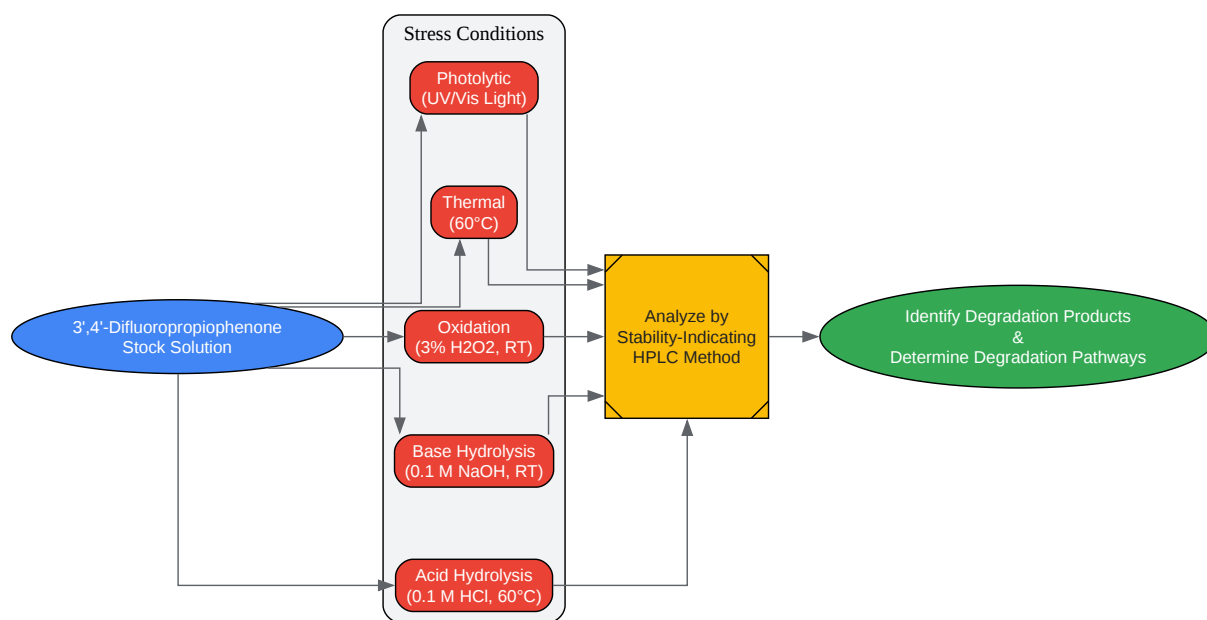 Stress Conditions
Photolytic
(UV/Vis Light)
Thermal
(60°C)
3',4'-Difluoropropiophenone
Stock Solution
Oxidation
(3% H2O2, RT)
Analyze by
Stability-Indicating
HPLC Method
Identify Degradation Products
&
Determine Degradation Pathways
Base Hydrolysis
(0.1 M NaOH, RT)
Acid Hydrolysis
(0.1 M HCl, 60°C)